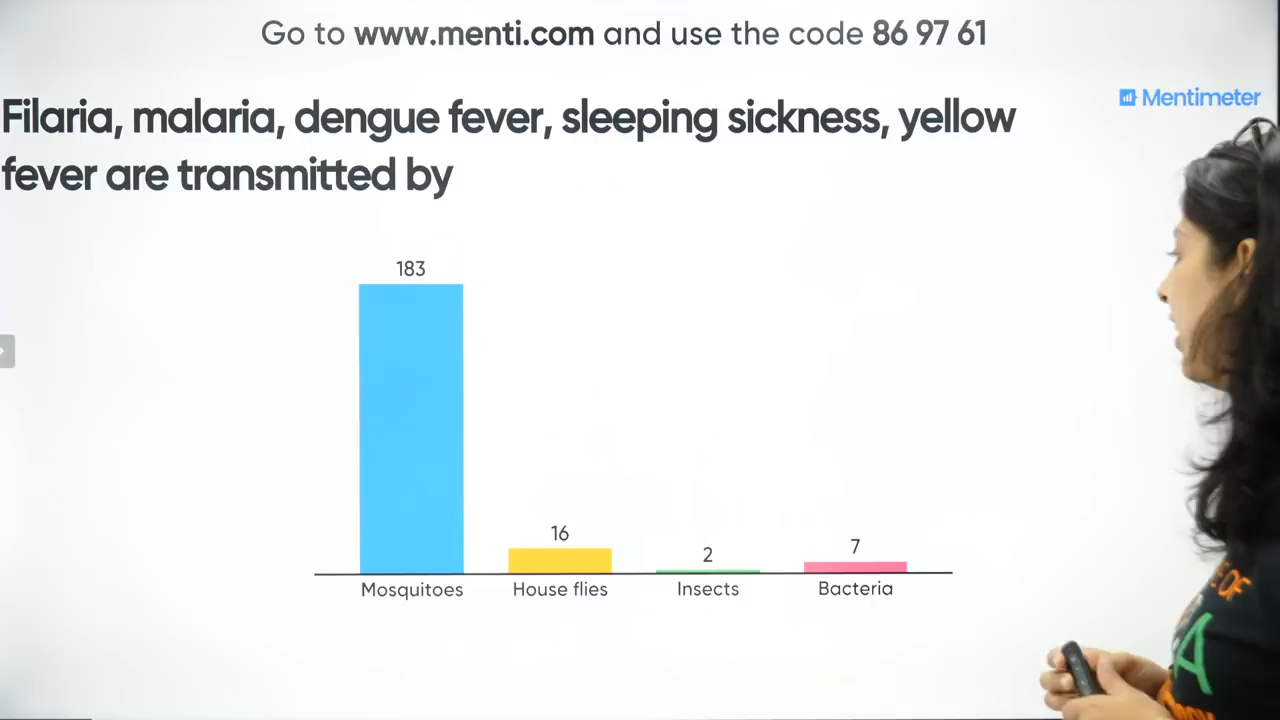 Go to www.menti.com and use the code 86 97 61
Mentimeter
Filaria, malaria, dengue fever, sleeping sickness, yellow
fever are transmitted by
183
16
2
7
Mosquitoes
House flies
Insects
Bacteria
OF
A